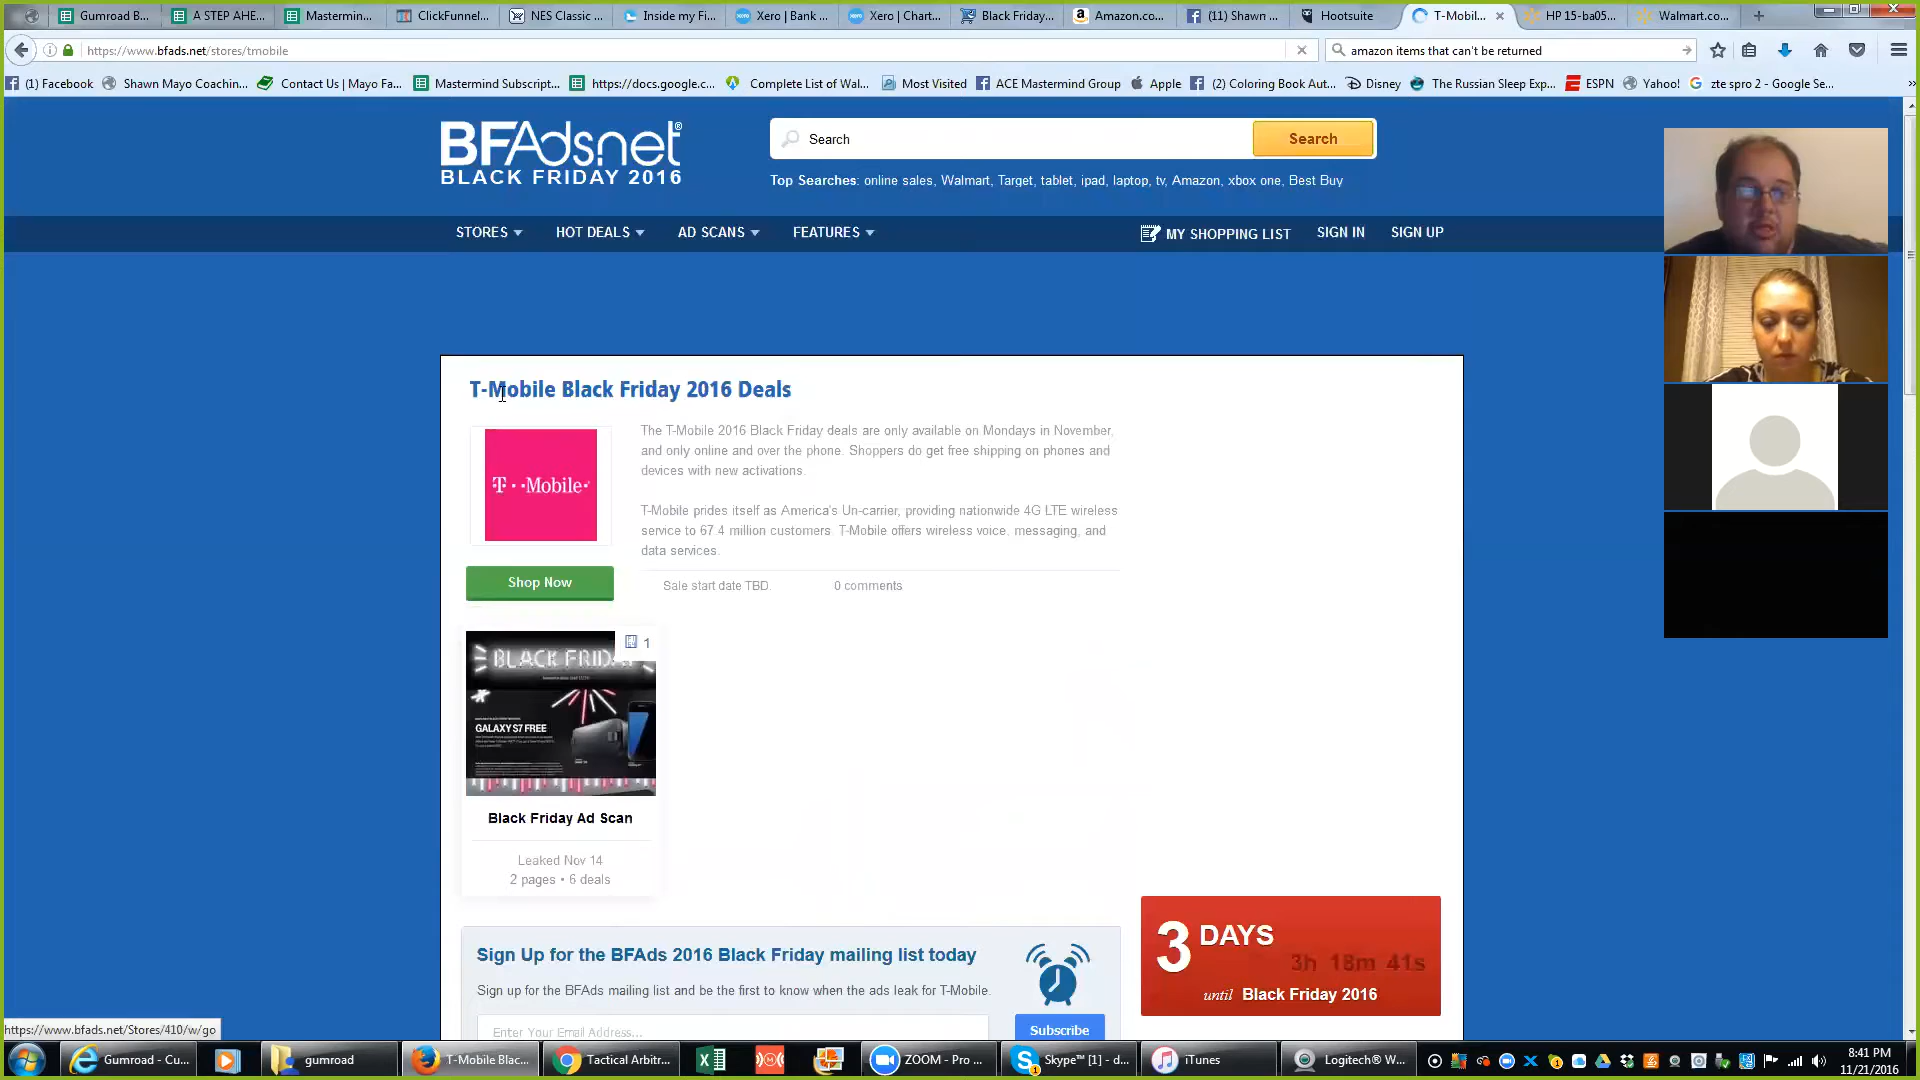 Gumroad B...
A STEP AHE...
Mastermin...
ClickFunnel...
NES Classic ...
Inside my Fi...
Xero | Bank ...
Xero | Chart...
Black Friday...
Amazon.co...
(11) Shawn ...
Hootsuite
T-Mobil...
HP 15-ba05...
Walmart.co...
https://www.bfads.net/stores/tmobile
amazon items that can't be returned
(1) Facebook
Shawn Mayo Coachin...
Contact Us | Mayo Fa...
Mastermind Subscript...
https://docs.google.c...
Complete List of Wal...
Most Visited
ACE Mastermind Group
Apple
(2) Coloring Book Aut...
Disney
The Russian Sleep Exp...
ESPN
Yahoo!
zte spro 2 - Google Se...
BFAdsnet®
BLACK FRIDAY 2016
Search
Search
Top Searches: online sales, Walmart, Target, tablet, ipad, laptop, tv, Amazon, xbox one, Best Buy
STORES
HOT DEALS
AD SCANS
FEATURES
MY SHOPPING LIST
SIGN IN
SIGN UP
T-Mobile Black Friday 2016 Deals
T··Mobile·
The T-Mobile 2016 Black Friday deals are only available on Mondays in November,
and only online and over the phone. Shoppers do get free shipping on phones and
devices with new activations.
T-Mobile prides itself as America's Un-carrier, providing nationwide 4G LTE wireless
service to 67.4 million customers. T-Mobile offers wireless voice, messaging, and
data services.
Shop Now
Sale start date TBD.
0 comments
1
BLACK FRIDA
GALAXY S7 FREE
Black Friday Ad Scan
Leaked Nov 14
2 pages • 6 deals
Sign Up for the BFAds 2016 Black Friday mailing list today
Sign up for the BFAds mailing list and be the first to know when the ads leak for T-Mobile.
Enter Your Email Address...
Subscribe
3 DAYS
3h 18m 41s
until Black Friday 2016
https://www.bfads.net/Stores/410/w/go
Gumroad - Cu...
gumroad
T-Mobile Blac...
Tactical Arbitr...
ZOOM - Pro ...
Skype™ [1] - d...
iTunes
Logitech® W...
8:41 PM
11/21/2016